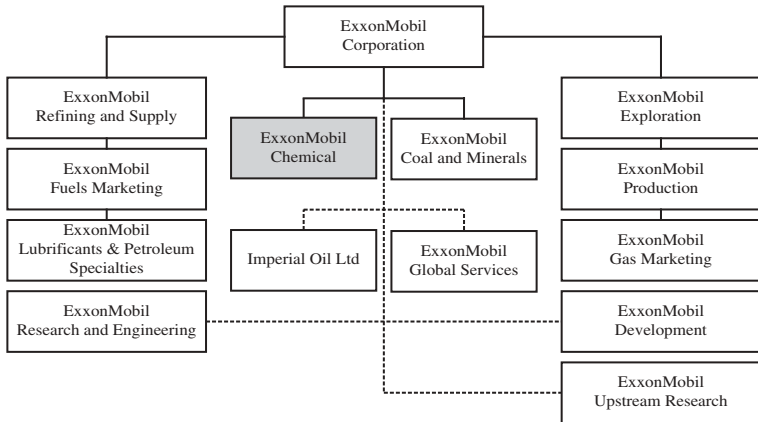 ExxonMobil
Corporation
ExxonMobil
Refining and Supply
ExxonMobil
Fuels Marketing
ExxonMobil
Lubrificants & Petroleum
Specialties
ExxonMobil
Research and Engineering
ExxonMobil
Chemical
ExxonMobil
Coal and Minerals
Imperial Oil Ltd
ExxonMobil
Global Services
ExxonMobil
Exploration
ExxonMobil
Production
ExxonMobil
Gas Marketing
ExxonMobil
Development
ExxonMobil
Upstream Research